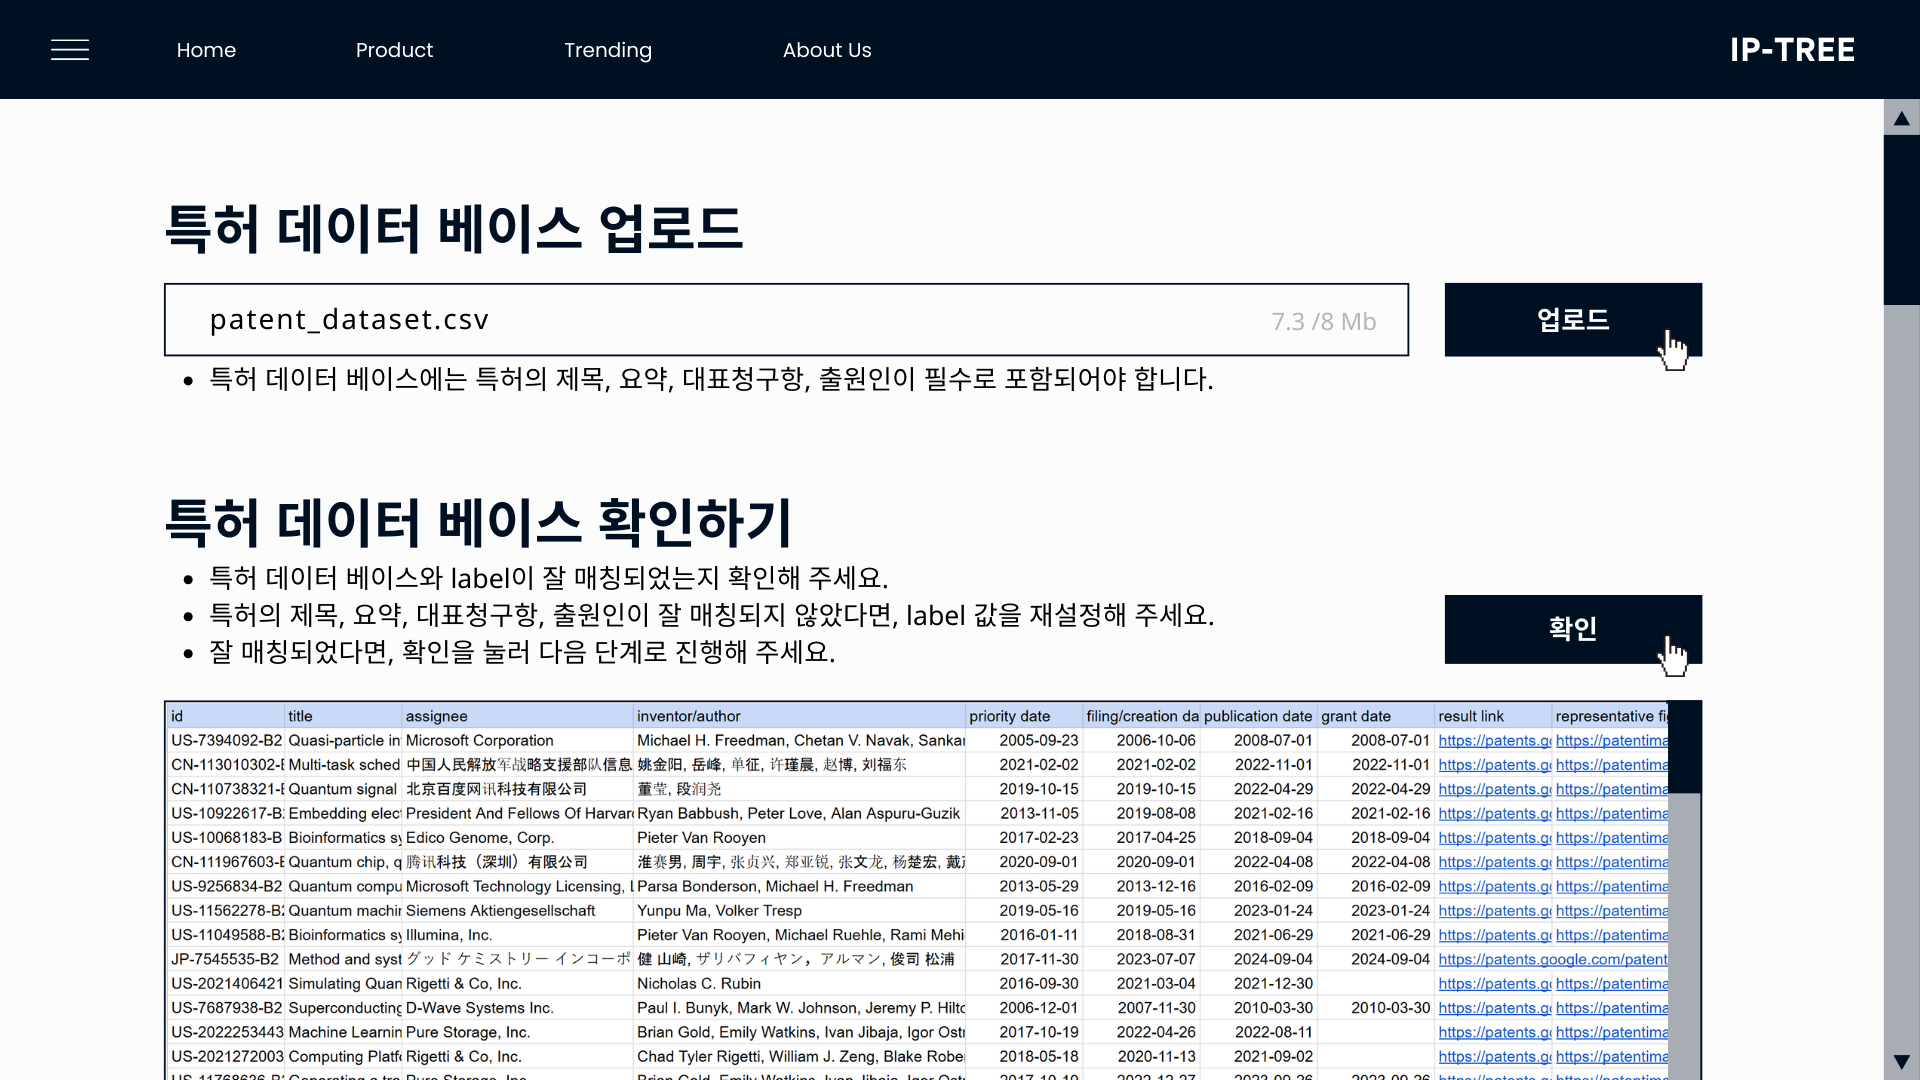 Home Product Trending About Us IP-TREE
특허 데이터 베이스 업로드
patent_dataset.csv 7.3 /8 Mb 업로드
• 특허 데이터 베이스에는 특허의 제목, 요약, 대표청구항, 출원인이 필수로 포함되어야 합니다.
특허 데이터 베이스 확인하기
• 특허 데이터 베이스와 label이 잘 매칭되었는지 확인해 주세요.
• 특허의 제목, 요약, 대표청구항, 출원인이 잘 매칭되지 않았다면, label 값을 재설정해 주세요.
• 잘 매칭되었다면, 확인을 눌러 다음 단계로 진행해 주세요.
확인
id title assignee inventor/author priority date filing/creation da publication date grant date result link representative fi
US-7394092-B2 Quasi-particle in Microsoft Corporation Michael H. Freedman, Chetan V. Navak, Sankar 2005-09-23 2006-10-06 2008-07-01 2008-07-01 https://patents.go https://patentima
CN-113010302-B Multi-task sched 中国人民解放军战略支援部队信息 姚金阳, 岳峰, 单征, 许瑾晨, 赵博, 刘福东 2021-02-02 2021-02-02 2022-11-01 2022-11-01 https://patents.go https://patentima
CN-110738321-B Quantum signal 北京百度网讯科技有限公司 董莹, 段润尧 2019-10-15 2019-10-15 2022-04-29 2022-04-29 https://patents.go https://patentima
US-10922617-B2 Embedding elec President And Fellows Of Harvar Ryan Babbush, Peter Love, Alan Aspuru-Guzik 2013-11-05 2019-08-08 2021-02-16 2021-02-16 https://patents.go https://patentima
US-10068183-B Bioinformatics sy Edico Genome, Corp. Pieter Van Rooyen 2017-02-23 2017-04-25 2018-09-04 2018-09-04 https://patents.go https://patentima
CN-111967603-B Quantum chip, q 腾讯科技（深圳）有限公司 淮赛男, 周宇, 张贞兴, 郑亚锐, 张文龙, 杨楚宏, 2020-09-01 2020-09-01 2022-04-08 2022-04-08 https://patents.go https://patentima
US-9256834-B2 Quantum compu Microsoft Technology Licensing, Parsa Bonderson, Michael H. Freedman 2013-05-29 2013-12-16 2016-02-09 2016-02-09 https://patents.go https://patentima
US-11562278-B2 Quantum machin Siemens Aktiengesellschaft Yunpu Ma, Volker Tresp 2019-05-16 2019-05-16 2023-01-24 2023-01-24 https://patents.go https://patentima
US-11049588-B2 Bioinformatics sy Illumina, Inc. Pieter Van Rooyen, Michael Ruehle, Rami Mehi 2016-01-11 2018-08-31 2021-06-29 2021-06-29 https://patents.go https://patentima
JP-7545535-B2 Method and syst グッド ケミストリー インコーポ 健 山崎, ザリバフィヤン，アルマン, 俊司 松浦 2017-11-30 2023-07-07 2024-09-04 2024-09-04 https://patents.google.com/patent
US-2021406421 Simulating Quan Rigetti & Co, Inc. Nicholas C. Rubin 2016-09-30 2021-03-04 2021-12-30 https://patents.go https://patentima
US-7687938-B2 Superconducting D-Wave Systems Inc. Paul I. Bunyk, Mark W. Johnson, Jeremy P. Hilto 2006-12-01 2007-11-30 2010-03-30 2010-03-30 https://patents.go https://patentima
US-2022253443 Machine Learnin Pure Storage, Inc. Brian Gold, Emily Watkins, Ivan Jibaja, Igor Ostr 2017-10-19 2022-04-26 2022-08-11 https://patents.go https://patentima
US-2021272003 Computing Platfo Rigetti & Co, Inc. Chad Tyler Rigetti, William J. Zeng, Blake Robe 2018-05-18 2020-11-13 2021-09-02 https://patents.go https://patentima